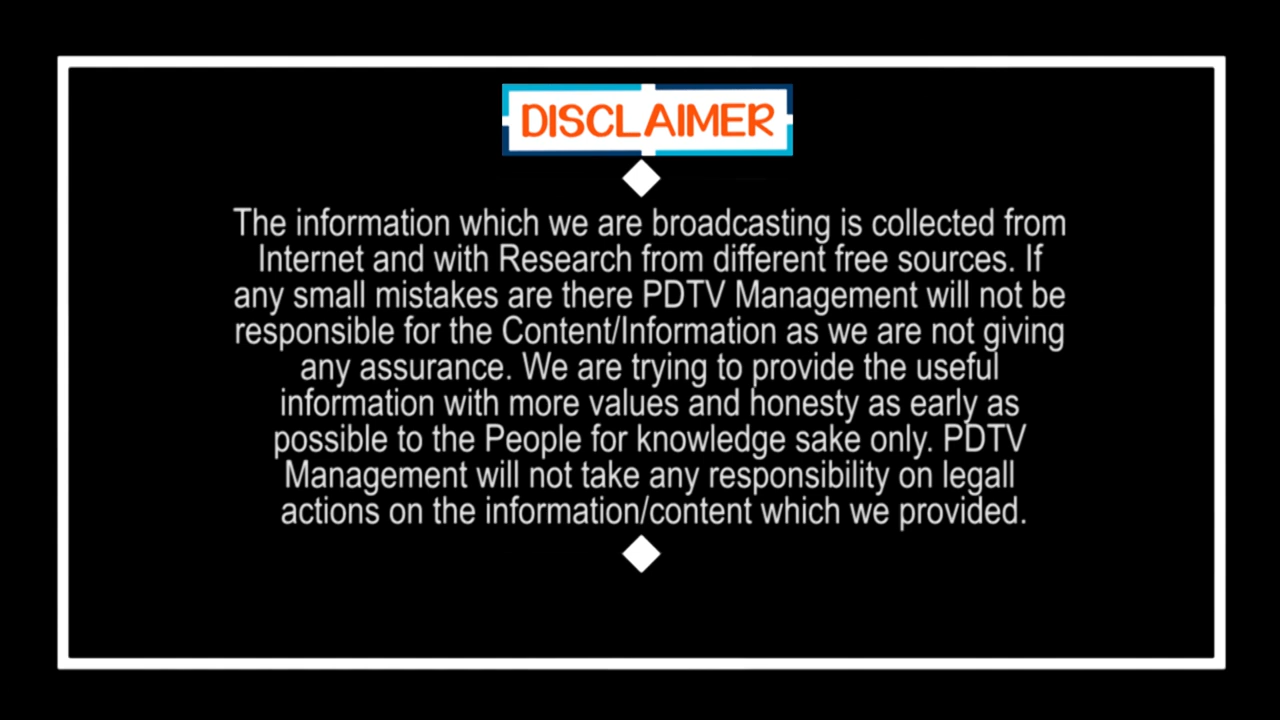 DISCLAIMER
The information which we are broadcasting is collected from
Internet and with Research from different free sources. If
any small mistakes are there PDTV Management will not be
responsible for the Content/Information as we are not giving
any assurance. We are trying to provide the useful
information with more values and honesty as early as
possible to the People for knowledge sake only. PDTV
Management will not take any responsibility on legall
actions on the information/content which we provided.